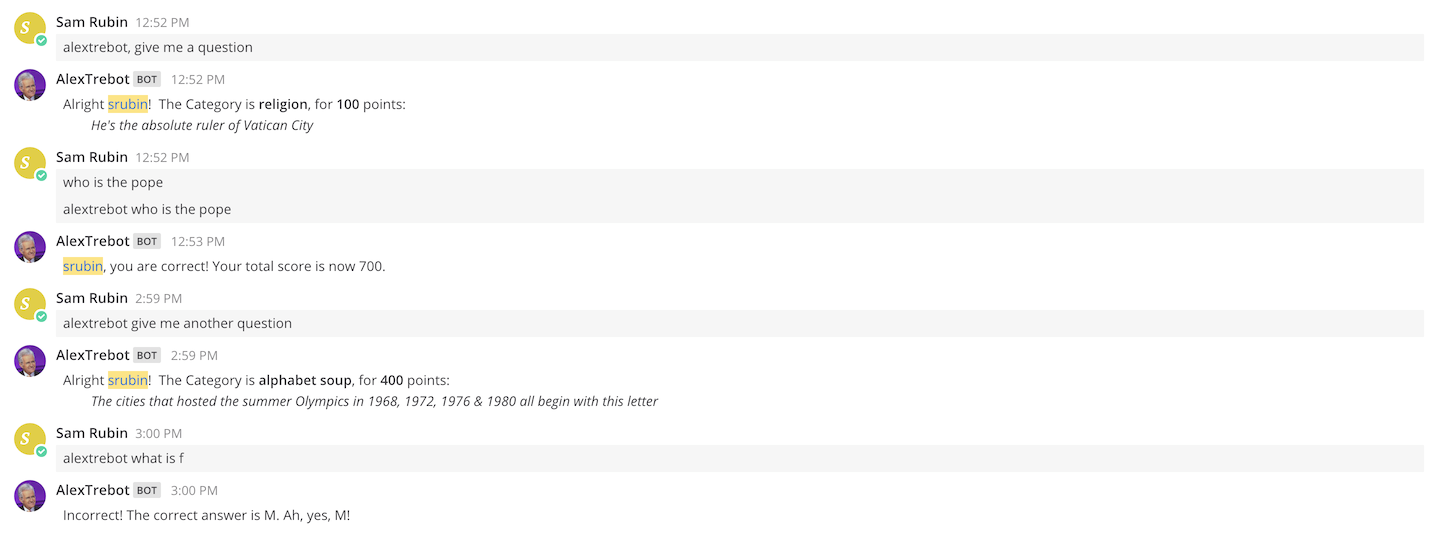 Sam Rubin 12:52 PM
alextrebot, give me a question
AlexTrebot BOT 12:52 PM
Alright srubin! The Category is religion, for 100 points:
He's the absolute ruler of Vatican City
Sam Rubin 12:52 PM
who is the pope
alextrebot who is the pope
AlexTrebot BOT 12:53 PM
srubin, you are correct! Your total score is now 700.
Sam Rubin 2:59 PM
alextrebot give me another question
AlexTrebot BOT 2:59 PM
Alright srubin! The Category is alphabet soup, for 400 points:
The cities that hosted the summer Olympics in 1968, 1972, 1976 & 1980 all begin with this letter
Sam Rubin 3:00 PM
alextrebot what is f
AlexTrebot BOT 3:00 PM
Incorrect! The correct answer is M. Ah, yes, M!